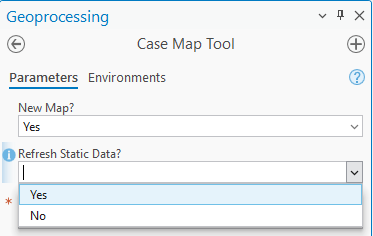 Geoprocessing
Case Map Tool
Parameters Environments
New Map?
Yes
Refresh Static Data?
Yes
No
*